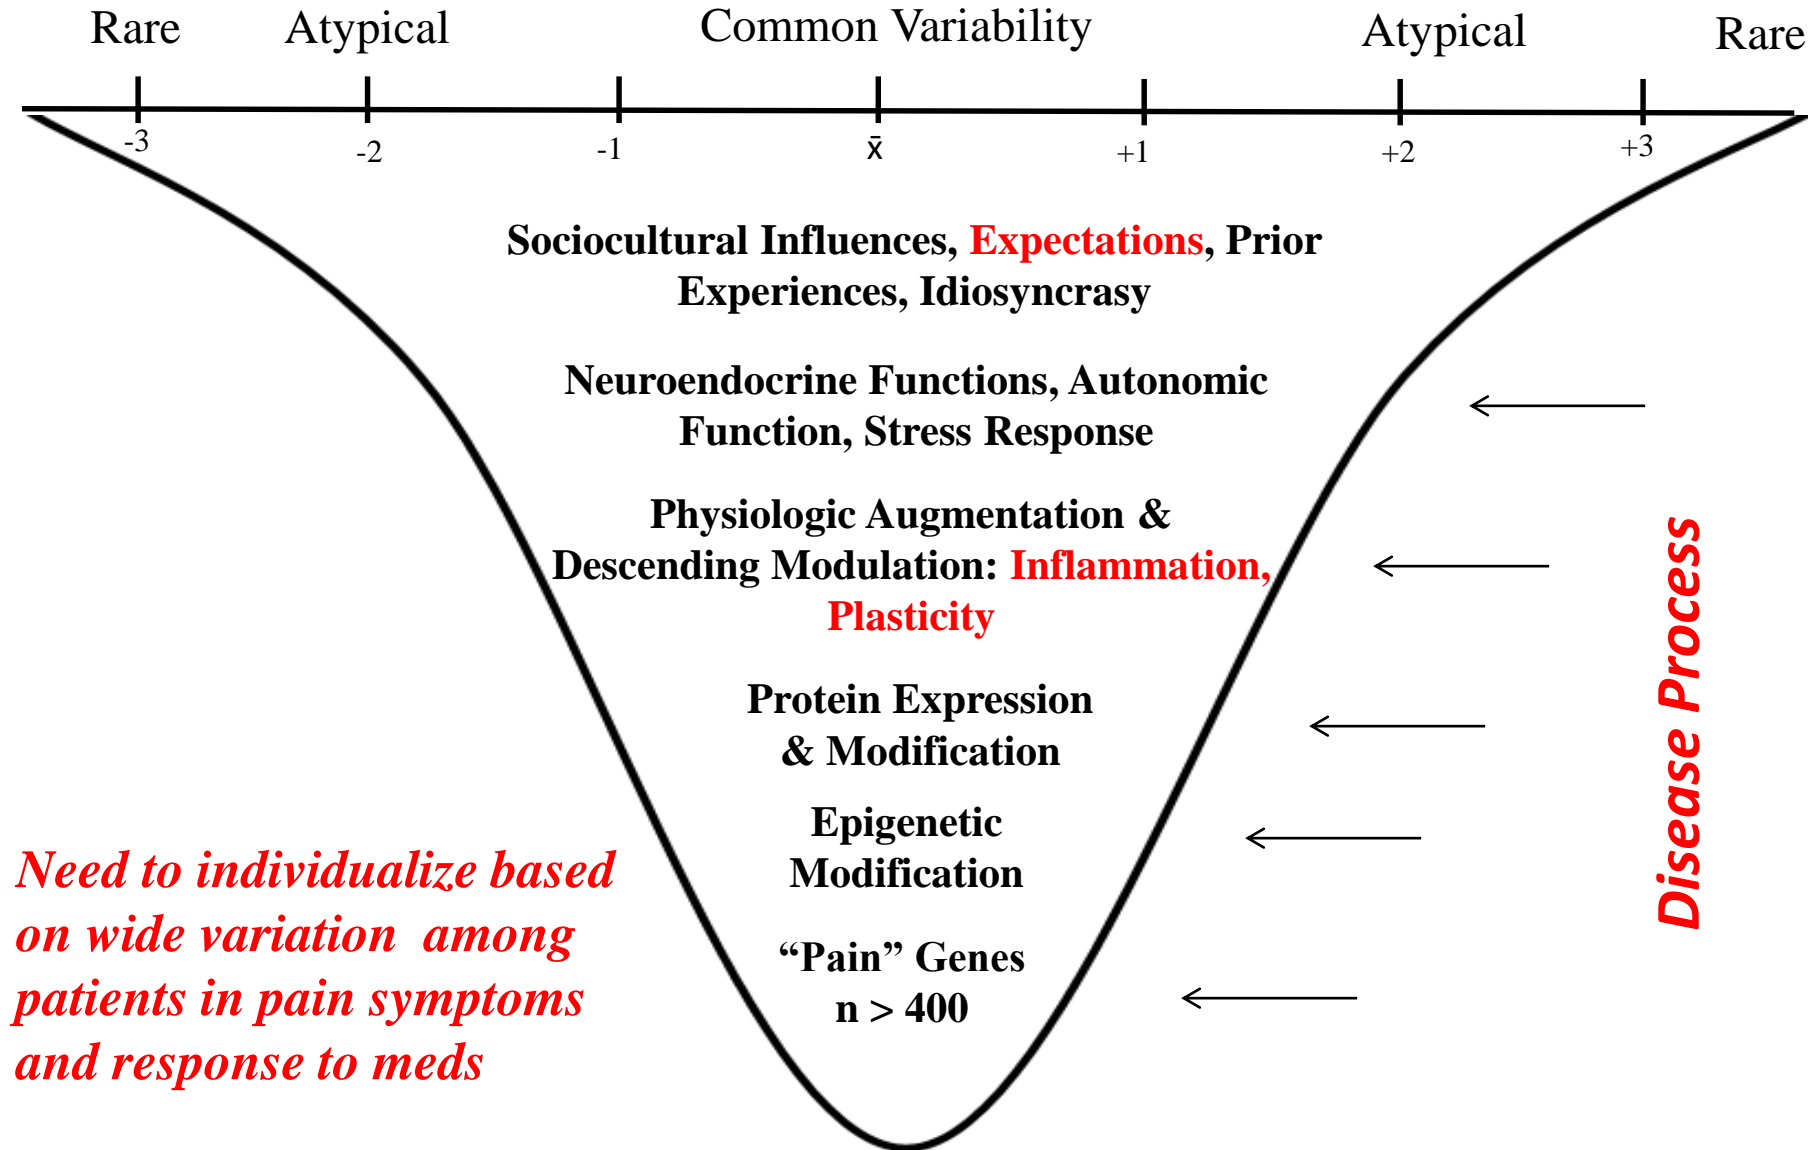 Rare Atypical Common Variability Atypical Rare
-3 -2 -1 x̄ +1 +2 +3
Sociocultural Influences, Expectations, Prior
Experiences, Idiosyncrasy
Neuroendocrine Functions, Autonomic
Function, Stress Response
Physiologic Augmentation &
Descending Modulation: Inflammation,
Plasticity
Protein Expression
& Modification
Epigenetic
Modification
“Pain” Genes
n > 400
Disease Process
Need to individualize based
on wide variation among
patients in pain symptoms
and response to meds